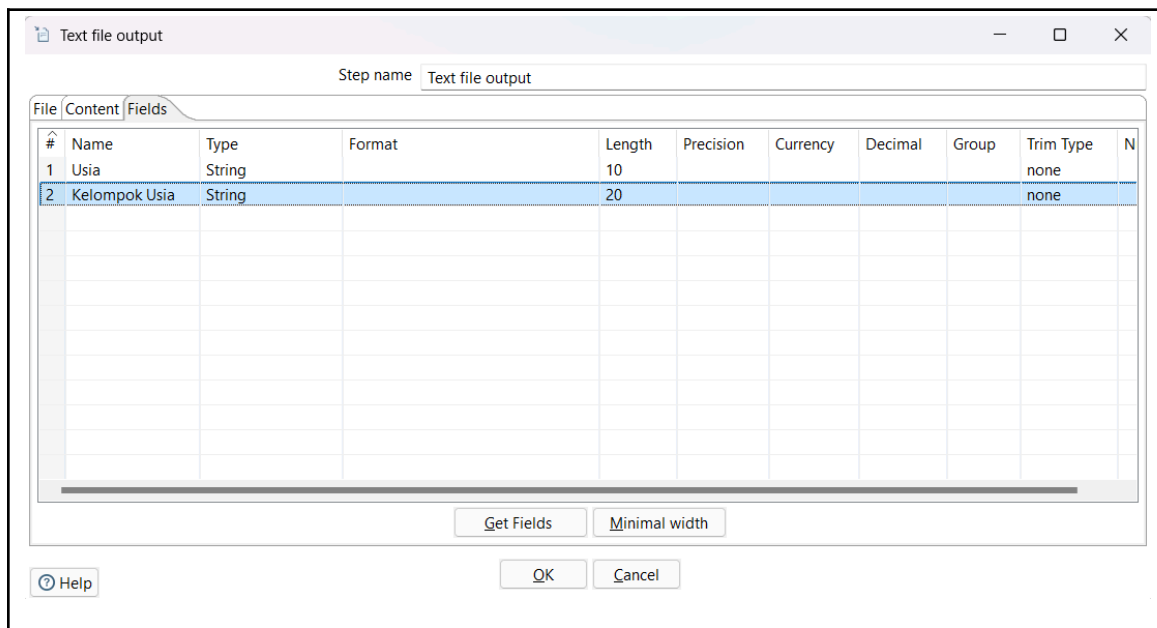 Text file output
Step name Text file output
File Content Fields
# Name Type Format Length Precision Currency Decimal Group Trim Type N
1 Usia String 10 none
2 Kelompok Usia String 20 none
Get Fields Minimal width
OK Cancel
Help